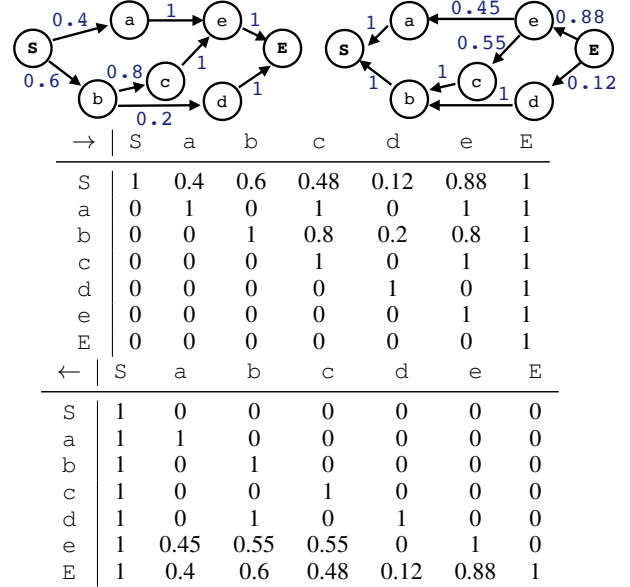 0.4 a 1 e 1
S E
0.6 b 0.8 c 1 d 1
0.2
a 0.45 e 0.88
1 0.55
S E
1 b 1 c 1 d 0.12
→ S a b c d e E
S 1 0.4 0.6 0.48 0.12 0.88 1
a 0 1 0 1 0 1 1
b 0 0 1 0.8 0.2 0.8 1
c 0 0 0 1 0 1 1
d 0 0 0 0 1 0 1
e 0 0 0 0 0 1 1
E 0 0 0 0 0 0 1
← S a b c d e E
S 1 0 0 0 0 0 0
a 1 1 0 0 0 0 0
b 1 0 1 0 0 0 0
c 1 0 0 1 0 0 0
d 1 0 1 0 1 0 0
e 1 0.45 0.55 0.55 0 1 0
E 1 0.4 0.6 0.48 0.12 0.88 1